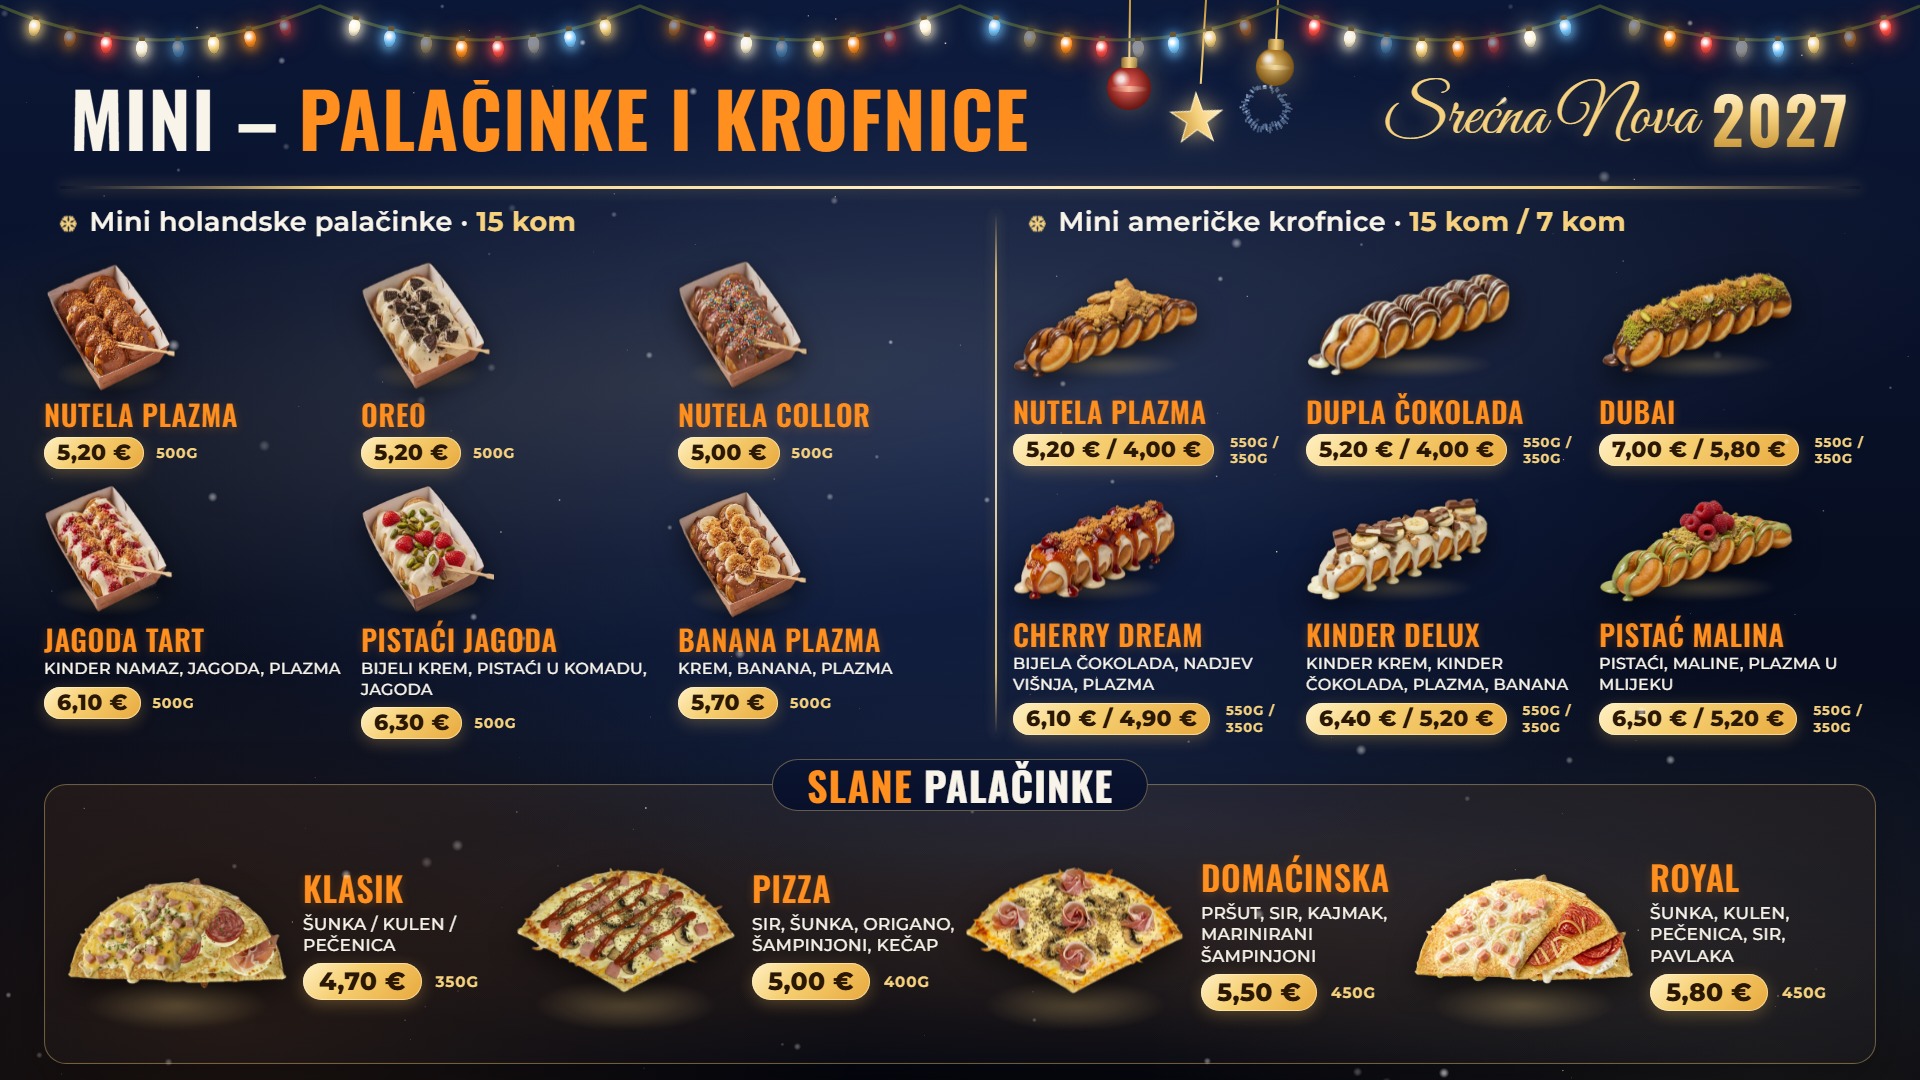 MINI – PALAČINKE I KROFNICE
Srećna Nova 2027
Mini holandske palačinke · 15 kom
NUTELA PLAZMA
5,20 € 500G
OREO
5,20 € 500G
NUTELA COLLOR
5,00 € 500G
JAGODA TART
KINDER NAMAZ, JAGODA, PLAZMA
6,10 € 500G
PISTAĆI JAGODA
BIJELI KREM, PISTAĆI U KOMADU,
JAGODA
6,30 € 500G
BANANA PLAZMA
KREM, BANANA, PLAZMA
5,70 € 500G
Mini američke krofnice · 15 kom / 7 kom
NUTELA PLAZMA
5,20 € / 4,00 € 550G /
350G
DUPLA ČOKOLADA
5,20 € / 4,00 € 550G /
350G
DUBAI
7,00 € / 5,80 € 550G /
350G
CHERRY DREAM
BIJELA ČOKOLADA, NADJEV
VIŠNJA, PLAZMA
6,10 € / 4,90 € 550G /
350G
KINDER DELUX
KINDER KREM, KINDER
ČOKOLADA, PLAZMA, BANANA
6,40 € / 5,20 € 550G /
350G
PISTAĆ MALINA
PISTAĆI, MALINE, PLAZMA U
MLIJEKU
6,50 € / 5,20 € 550G /
350G
SLANE PALAČINKE
KLASIK
ŠUNKA / KULEN /
PEČENICA
4,70 € 350G
PIZZA
SIR, ŠUNKA, ORIGANO,
ŠAMPINJONI, KEČAP
5,00 € 400G
DOMAĆINSKA
PRŠUT, SIR, KAJMAK,
MARINIRANI
ŠAMPINJONI
5,50 € 450G
ROYAL
ŠUNKA, KULEN,
PEČENICA, SIR,
PAVLAKA
5,80 € 450G